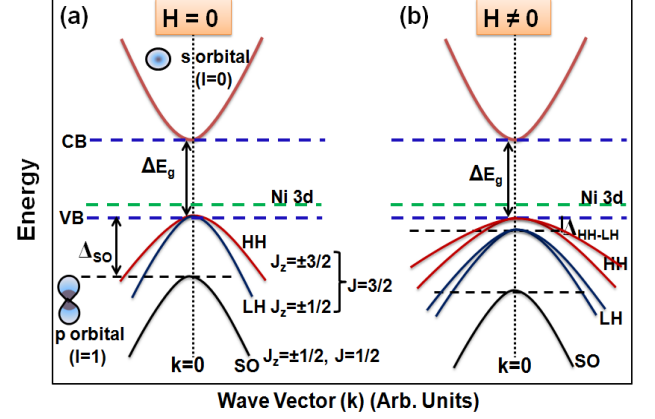 (a)
H = 0
(b)
H ≠ 0
s orbital
(l=0)
CB
ΔEg
ΔEg
Ni 3d
Ni 3d
VB
ΔSO
ΔHH-LH
HH
HH
Jz=±3/2
J=3/2
LH
Jz=±1/2
LH
p orbital
(l=1)
k=0
SO
Jz=±1/2, J=1/2
k=0
SO
Energy
Wave Vector (k) (Arb. Units)